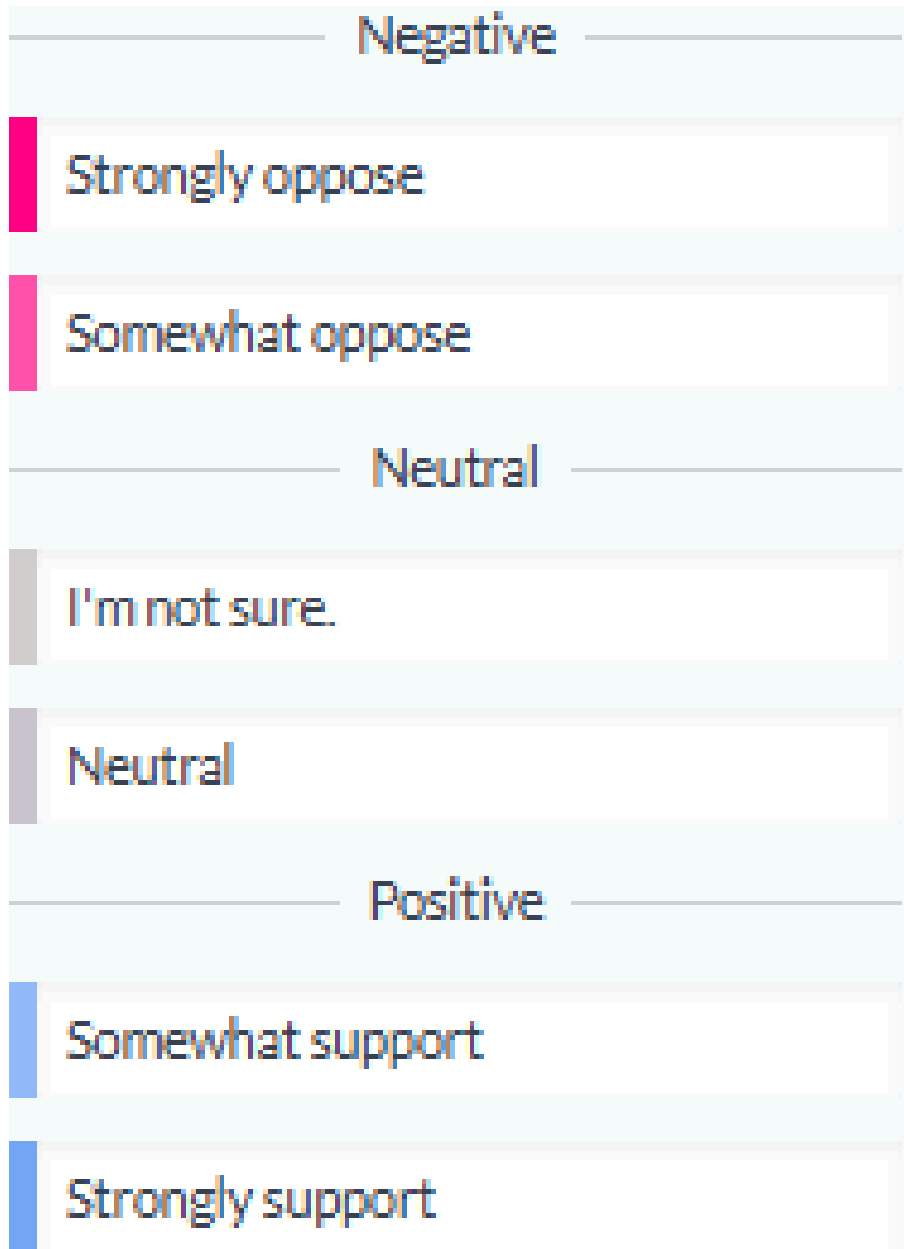 Negative
Strongly oppose
Somewhat oppose
Neutral
I'm not sure.
Neutral
Positive
Somewhat support
Strongly support